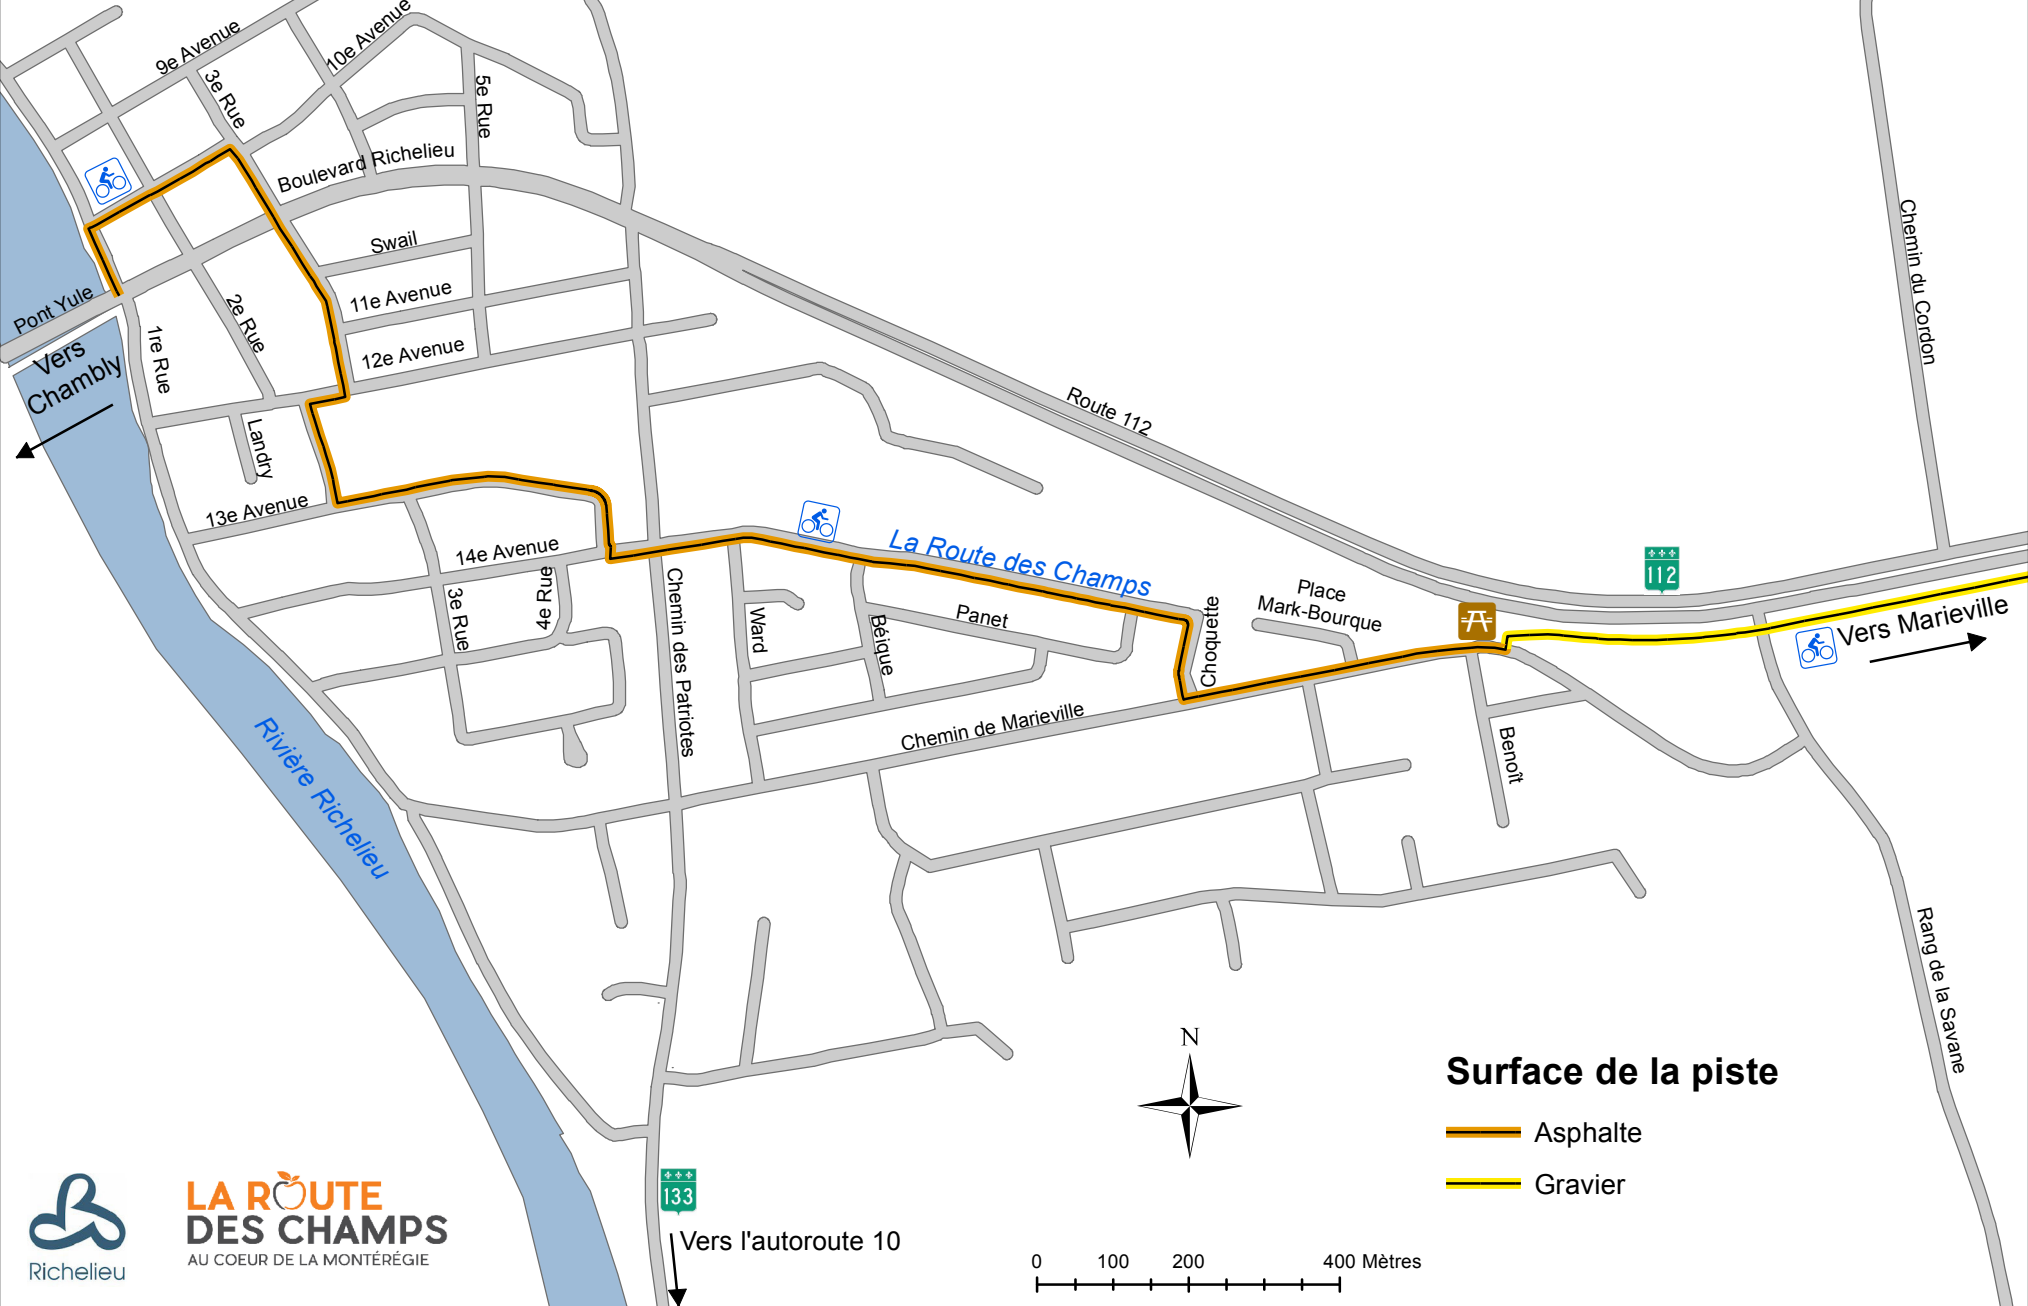 9e Avenue
10e Avenue
3e Rue
5e Rue
Boulevard Richelieu
Swail
11e Avenue
12e Avenue
2e Rue
1re Rue
Pont Yule
Vers
Chambly
Landry
13e Avenue
14e Avenue
3e Rue
4e Rne
Chemin des Patriotes
Ward
Béique
Panet
La Route des Champs
Choquette
Place
Mark-Bourque
Route 112
112
Chemin du Cordon
Vers Marieville
Chemin de Marieville
Benoît
Rang de la Savane
Rivière Richelieu
N
Surface de la piste
Asphalte
Gravier
133
Vers l'autoroute 10
0 100 200 400 Mètres
Richelieu
LA ROUTE
DES CHAMPS
AU COEUR DE LA MONTÉRÉGIE